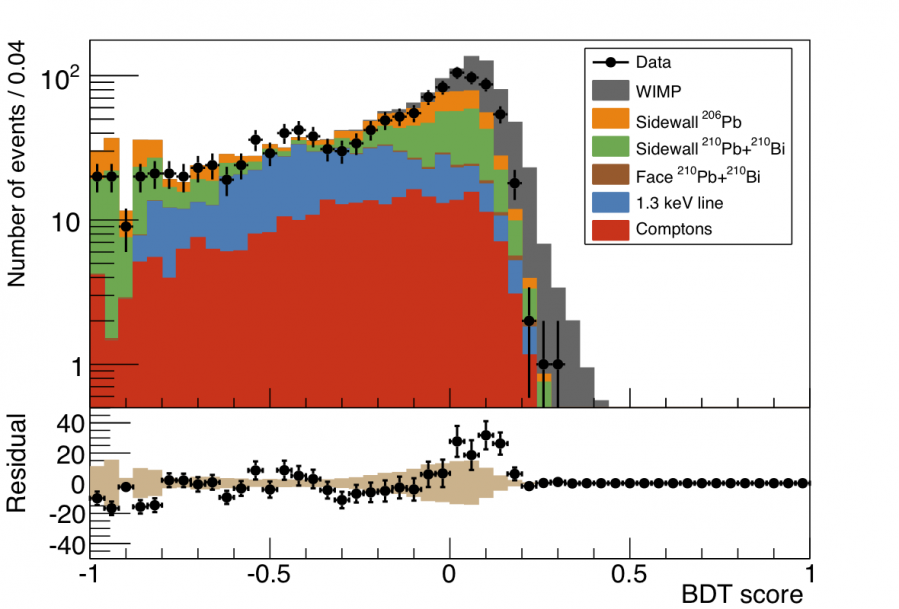 Number of events / 0.04
10²
10
1
Data
WIMP
Sidewall ²⁰⁶Pb
Sidewall ²¹⁰Pb+²¹⁰Bi
Face ²¹⁰Pb+²¹⁰Bi
1.3 keV line
Comptons
Residual
40
20
0
-20
-40
-1
-0.5
0
0.5
1
BDT score